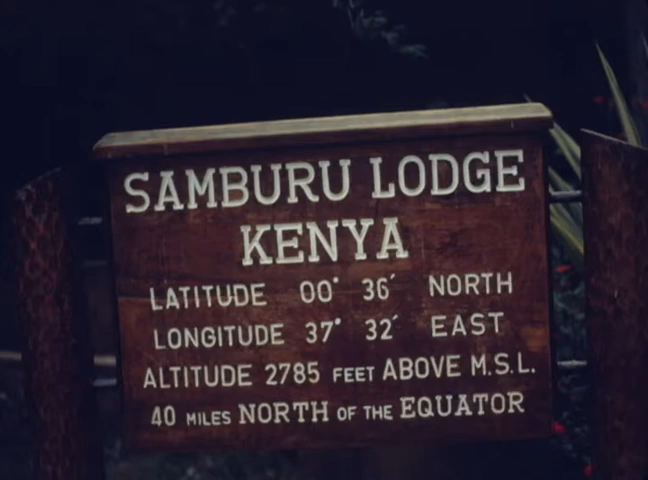 SAMBURU LODGE
KENYA
LATITUDE 00° 36′ NORTH
LONGITUDE 37° 32′ EAST
ALTITUDE 2785 FEET ABOVE M.S.L.
40 MILES NORTH OF THE EQUATOR